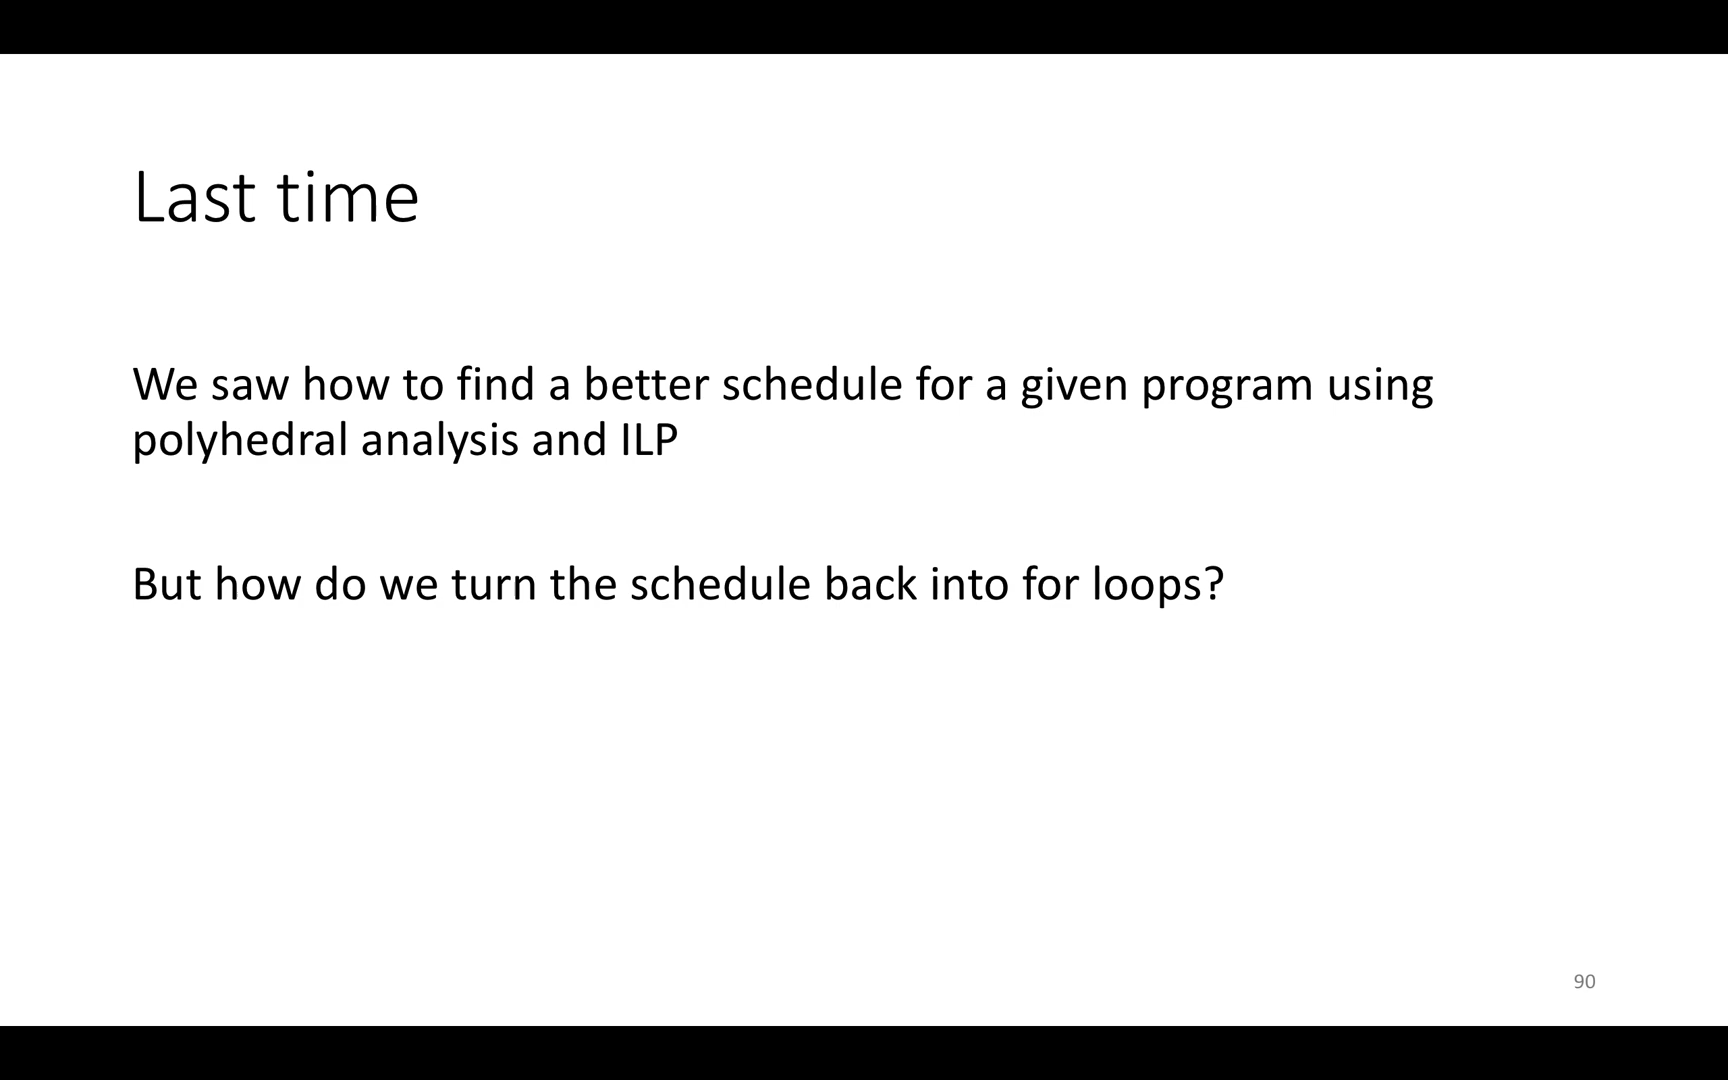 Last time
We saw how to find a better schedule for a given program using
polyhedral analysis and ILP
But how do we turn the schedule back into for loops?
90